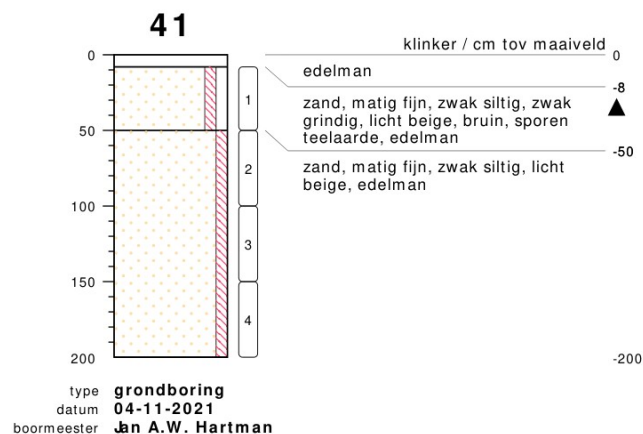 41
klinker / cm tov maaiveld
0
0
edelman
-8
zand, matig fijn, zwak siltig, zwak
grindig, licht beige, bruin, sporen
teelaarde, edelman
1
50
-50
zand, matig fijn, zwak siltig, licht
beige, edelman
2
100
3
150
4
200
-200
type grondboring
datum 04-11-2021
boormeester Jan A.W. Hartman